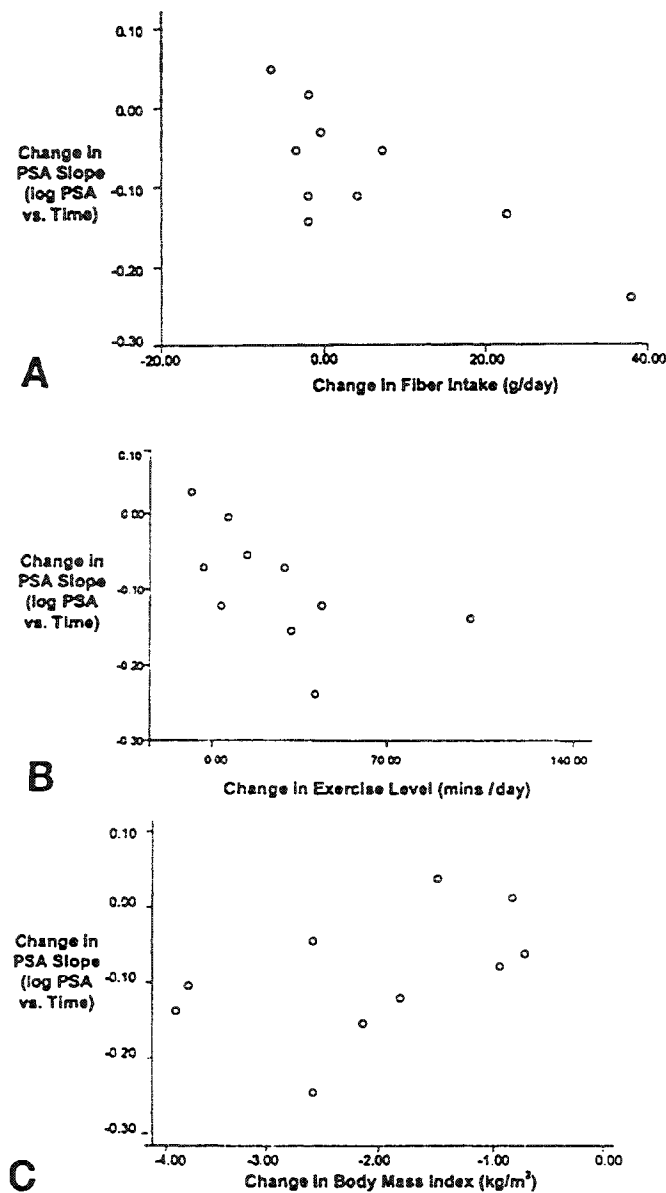 0.10
0.00
Change in
PSA Slope
(log PSA
vs. Time)
-0.10
-0.20
-0.30
-20.00 0.00 20.00 40.00
A
Change in Fiber Intake (g/day)
0.10
0.00
Change in
PSA Slope
(log PSA
vs. Time)
-0.10
-0.20
-0.30
0.00 70.00 140.00
B
Change in Exercise Level (mins /day)
0.10
0.00
Change in
PSA Slope
(log PSA
vs. Time)
-0.10
-0.20
-0.30
-4.00 -3.00 -2.00 -1.00 0.00
C
Change in Body Mass Index (kg/m²)